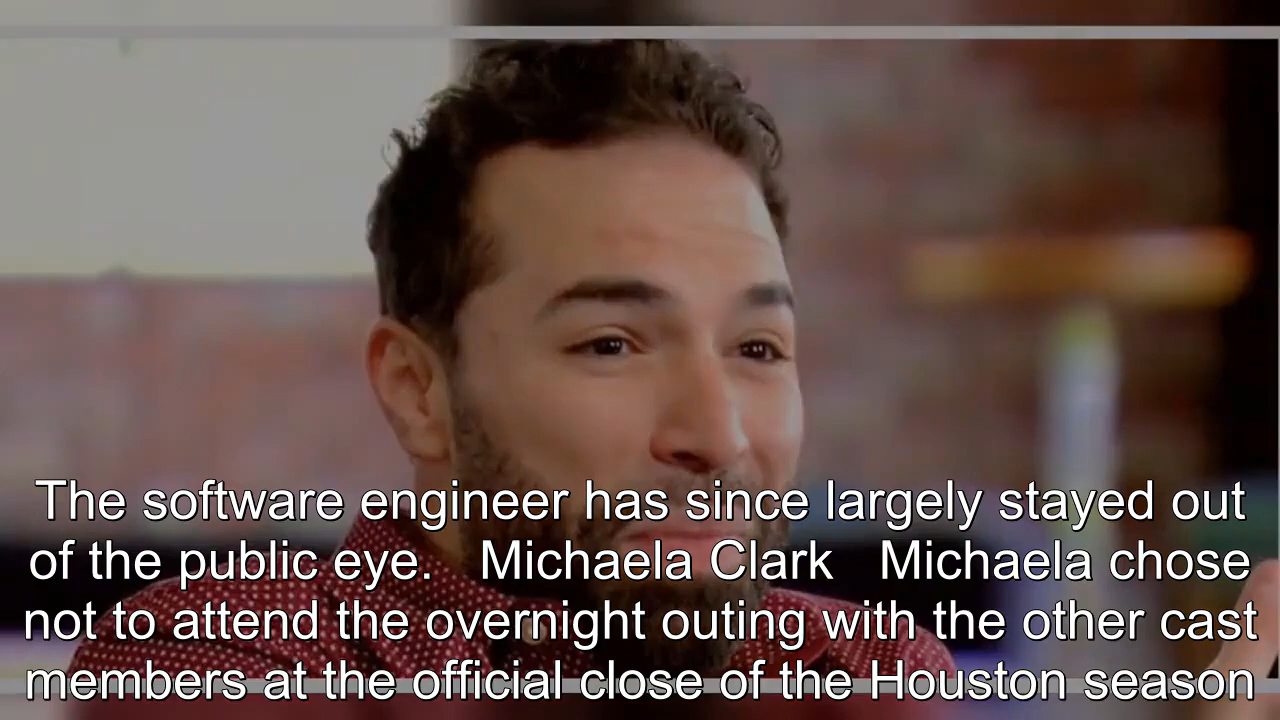 The software engineer has since largely stayed out
of the public eye.   Michaela Clark   Michaela chose
not to attend the overnight outing with the other cast
members at the official close of the Houston season